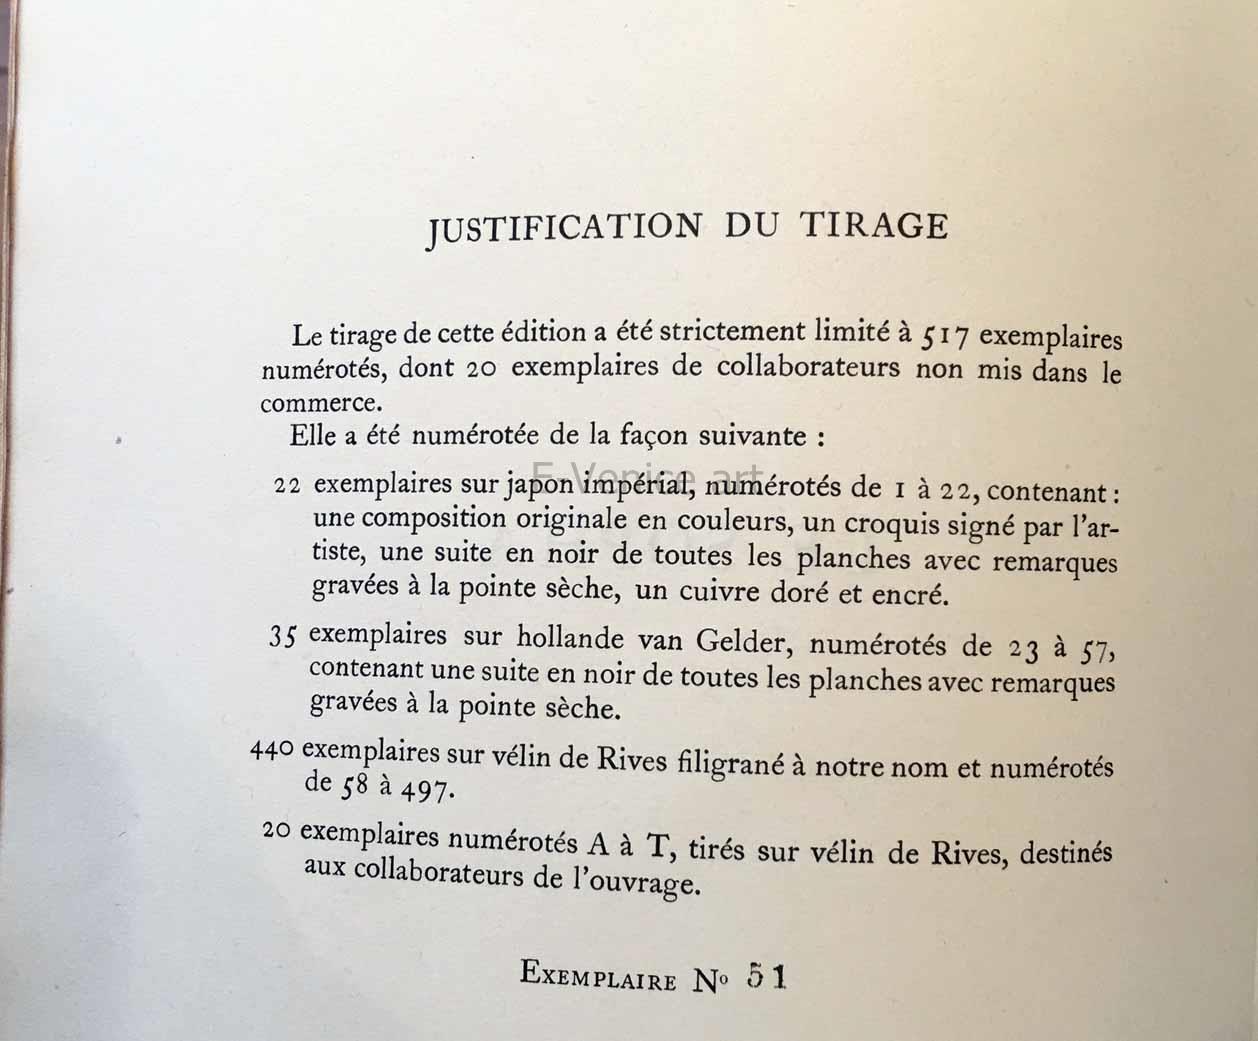 JUSTIFICATION DU TIRAGE
Le tirage de cette édition a été strictement limité à 517 exemplaires
numérotés, dont 20 exemplaires de collaborateurs non mis dans le
commerce.
Elle a été numérotée de la façon suivante :
E-Venice art
22 exemplaires sur japon impérial, numérotés de 1 à 22, contenant :
une composition originale en couleurs, un croquis signé par l'ar-
tiste, une suite en noir de toutes les planches avec remarques
gravées à la pointe sèche, un cuivre doré et encré.
35 exemplaires sur hollande van Gelder, numérotés de 23 à 57,
contenant une suite en noir de toutes les planches avec remarques
gravées à la pointe sèche.
440 exemplaires sur vélin de Rives filigrané à notre nom et numérotés
de 58 à 497.
20 exemplaires numérotés A à T, tirés sur vélin de Rives, destinés
aux collaborateurs de l'ouvrage.
EXEMPLAIRE Nº 51